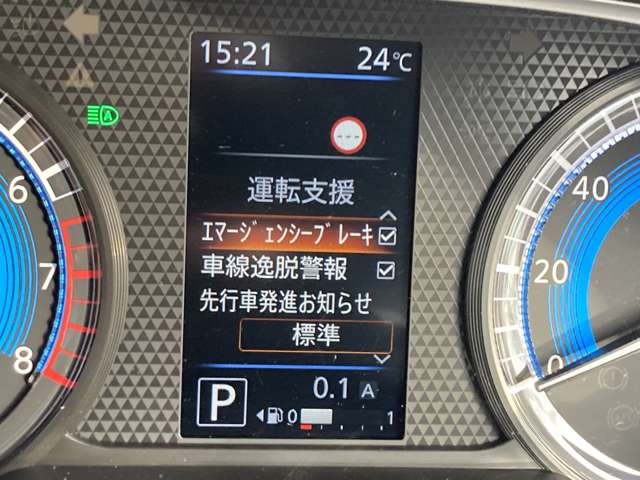 15:21 24℃
---
運転支援
ｴﾏｰｼﾞｪﾝｼｰﾌﾞﾚｰｷ
車線逸脱警報
先行車発進お知らせ
標準
P 0.1 A
0 1
6
7
8
40
20
0
A